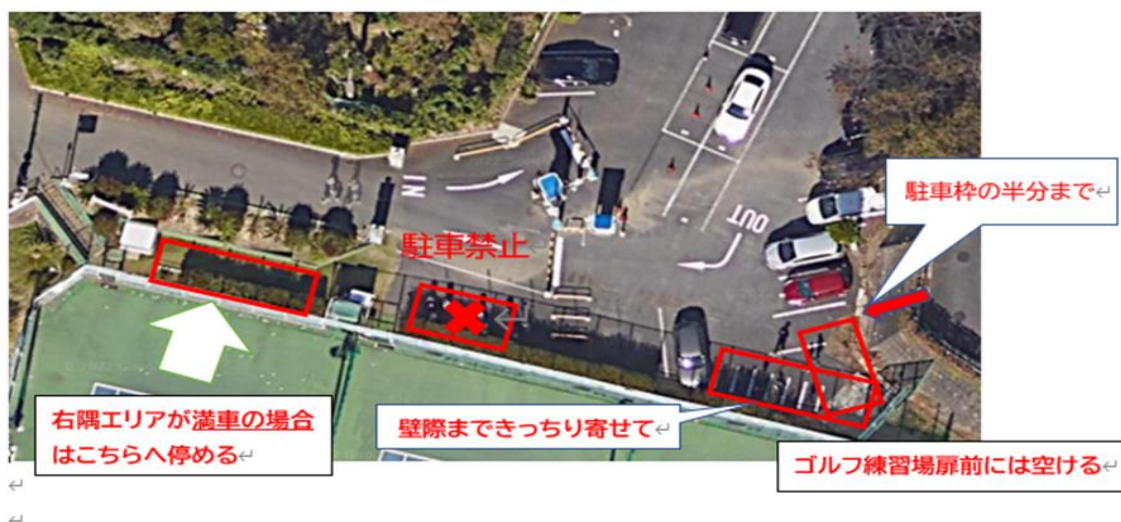 駐車枠の半分まで
IN
駐車禁止
OUT
右隅エリアが満車の場合
はこちらへ停める
壁際まできっちり寄せて
ゴルフ練習場扉前には空ける